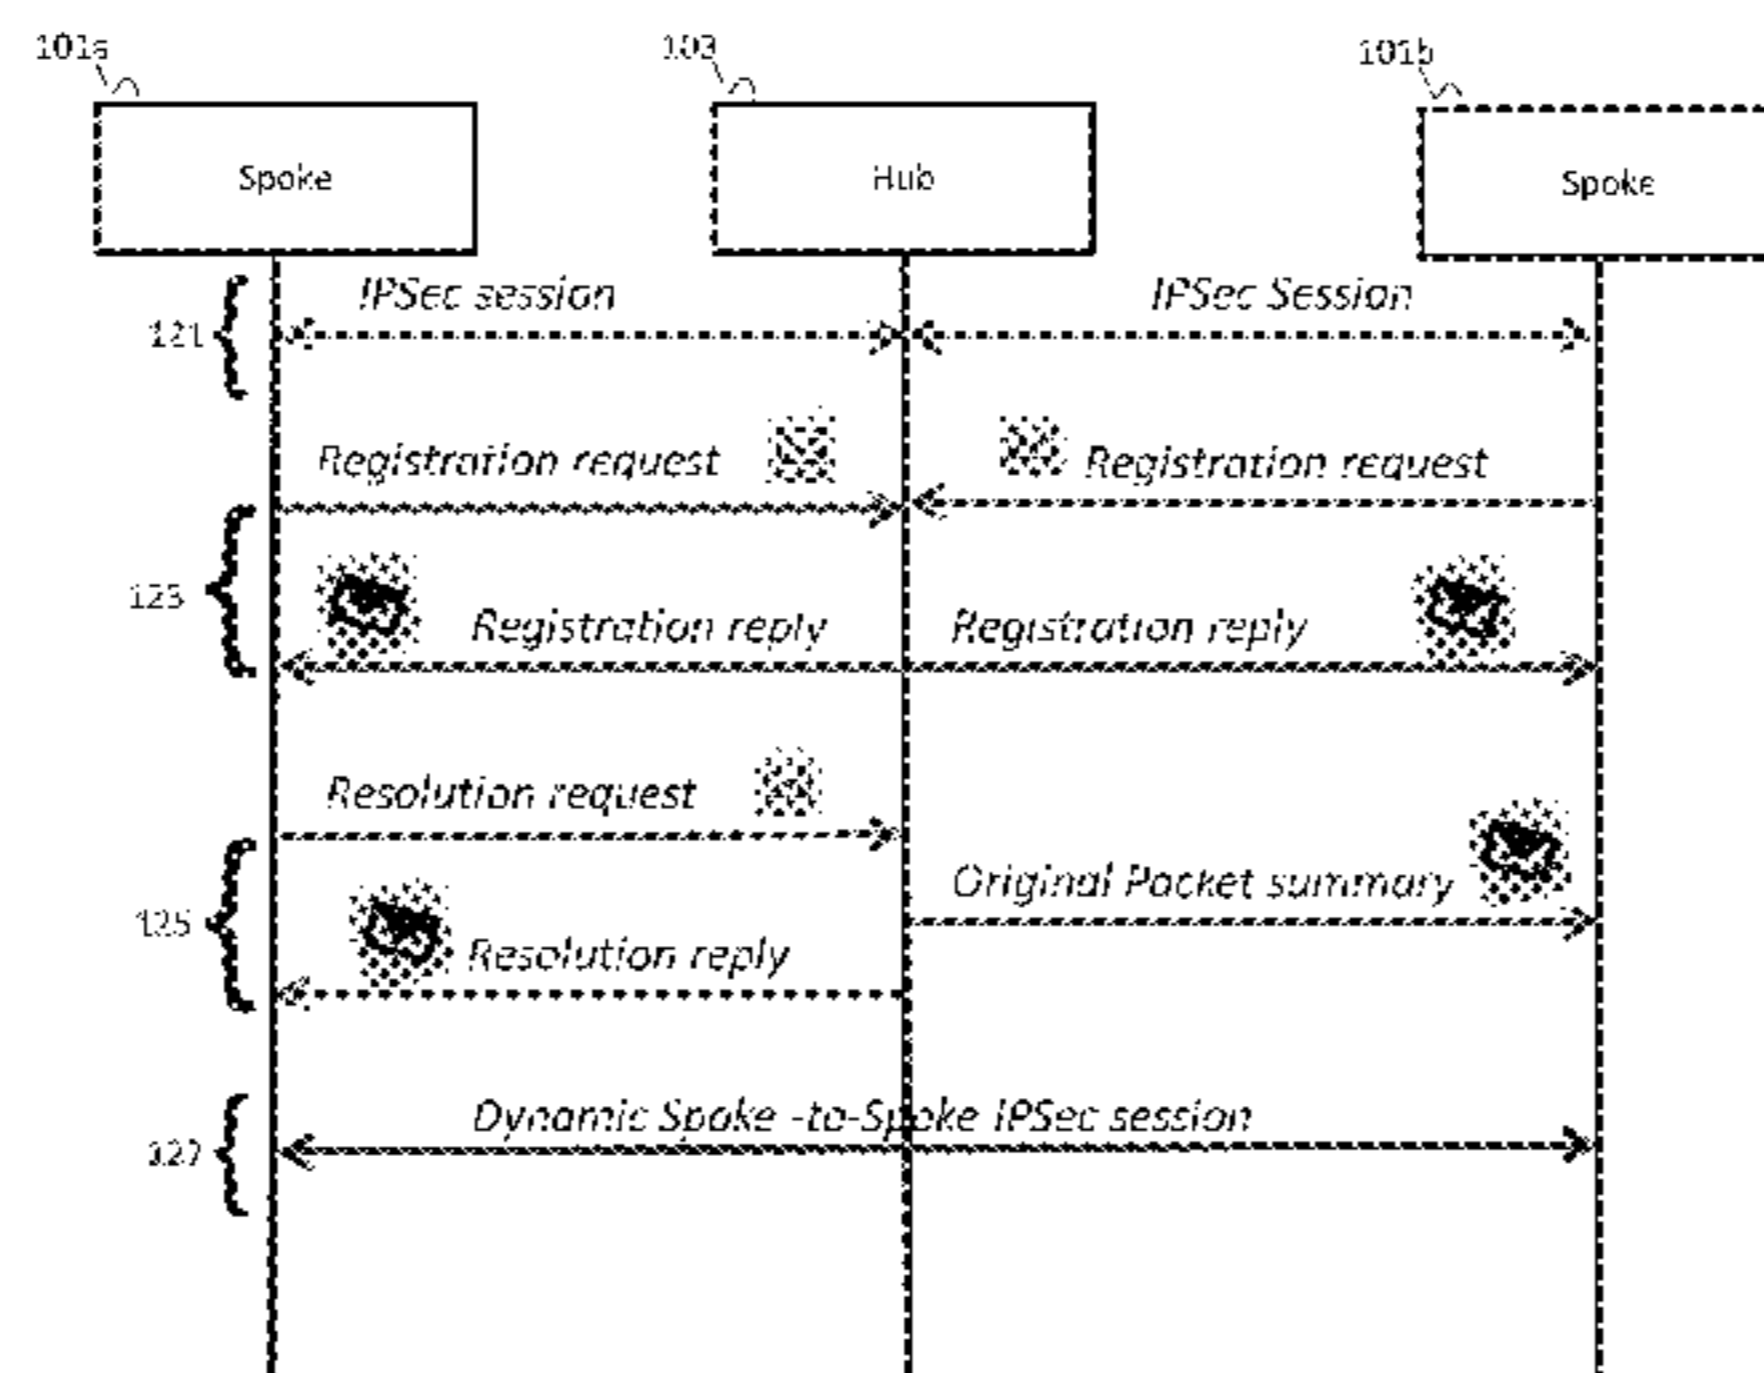 101a
103
101b
Spoke
Hub
Spoke
IPSec session
IPSec Session
121
Registration request
Registration request
123
Registration reply
Registration reply
Resolution request
Original Packet summary
125
Resolution reply
Dynamic Spoke -to-Spoke IPSec session
127